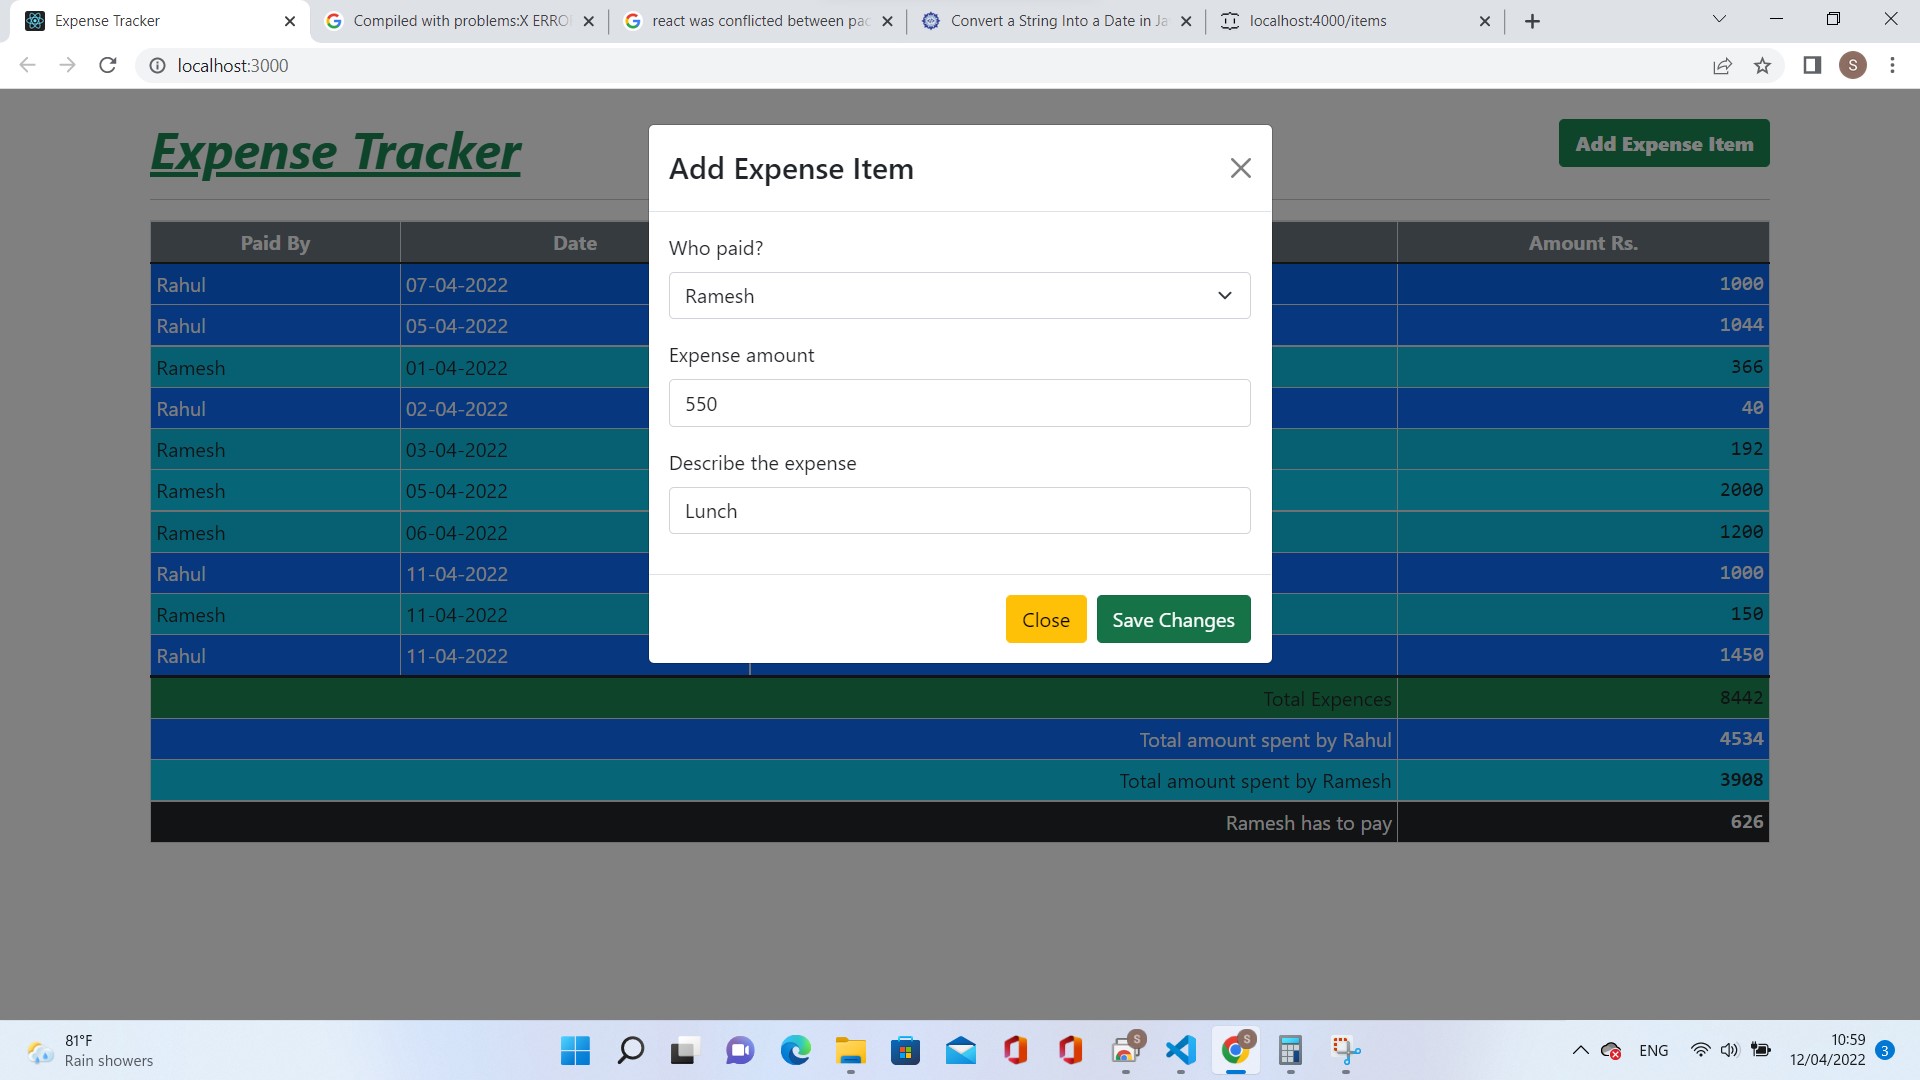 Expense Tracker
Compiled with problems:X ERRO
react was conflicted between pac
Convert a String Into a Date in Ja
localhost:4000/items
localhost:3000
S
Expense Tracker
Add Expense Item
Add Expense Item
Who paid?
Ramesh
Expense amount
550
Describe the expense
Lunch
Close
Save Changes
Paid By Date Amount Rs.
Rahul 07-04-2022 1000
Rahul 05-04-2022 1044
Ramesh 01-04-2022 366
Rahul 02-04-2022 40
Ramesh 03-04-2022 192
Ramesh 05-04-2022 2000
Ramesh 06-04-2022 1200
Rahul 11-04-2022 1000
Ramesh 11-04-2022 150
Rahul 11-04-2022 1450
Total Expences 8442
Total amount spent by Rahul 4534
Total amount spent by Ramesh 3908
Ramesh has to pay 626
81°F
Rain showers
S
S
ENG
10:59
12/04/2022
3